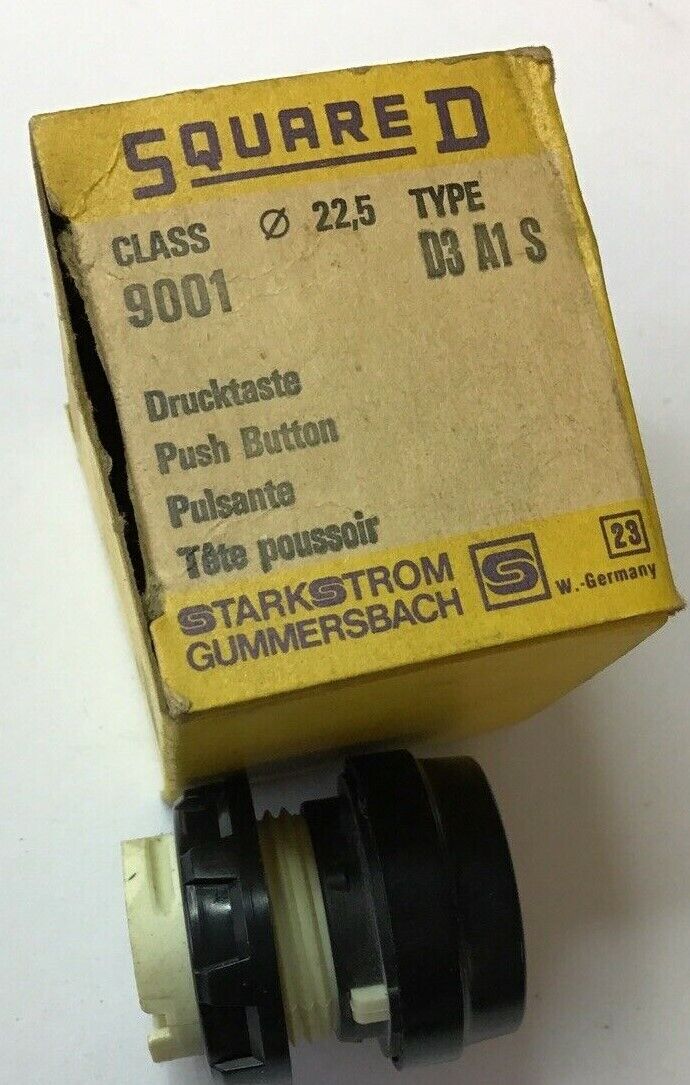 SQUARE D
CLASS Ø 22,5 TYPE
9001 D3 A1 S
Drucktaste
Push Button
Pulsante
Tête poussoir
STARKSTROM
GUMMERSBACH
S
W.-Germany
23